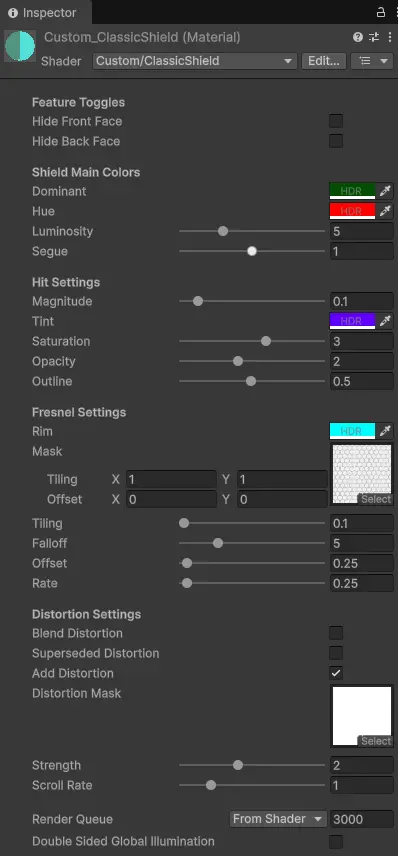 Inspector
Custom_ClassicShield (Material)
Shader Custom/ClassicShield Edit...
Feature Toggles
Hide Front Face
Hide Back Face
Shield Main Colors
Dominant HDR
Hue HDR
Luminosity 5
Segue 1
Hit Settings
Magnitude 0.1
Tint HDR
Saturation 3
Opacity 2
Outline 0.5
Fresnel Settings
Rim HDR
Mask
Tiling X 1 Y 1
Offset X 0 Y 0
Select
Tiling 0.1
Falloff 5
Offset 0.25
Rate 0.25
Distortion Settings
Blend Distortion
Superseded Distortion
Add Distortion
Distortion Mask
Select
Strength 2
Scroll Rate 1
Render Queue From Shader 3000
Double Sided Global Illumination